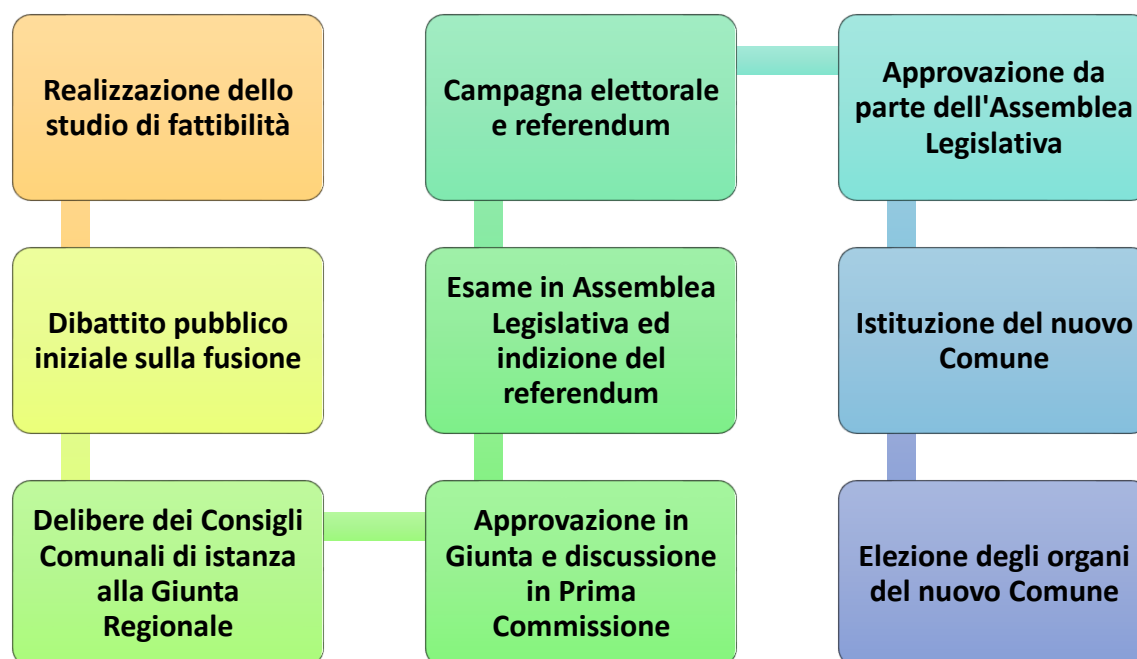 Realizzazione dello
studio di fattibilità
Dibattito pubblico
iniziale sulla fusione
Delibere dei Consigli
Comunali di istanza
alla Giunta
Regionale
Approvazione in
Giunta e discussione
in Prima
Commissione
Esame in Assemblea
Legislativa ed
indizione del
referendum
Campagna elettorale
e referendum
Approvazione da
parte dell'Assemblea
Legislativa
Istituzione del nuovo
Comune
Elezione degli organi
del nuovo Comune